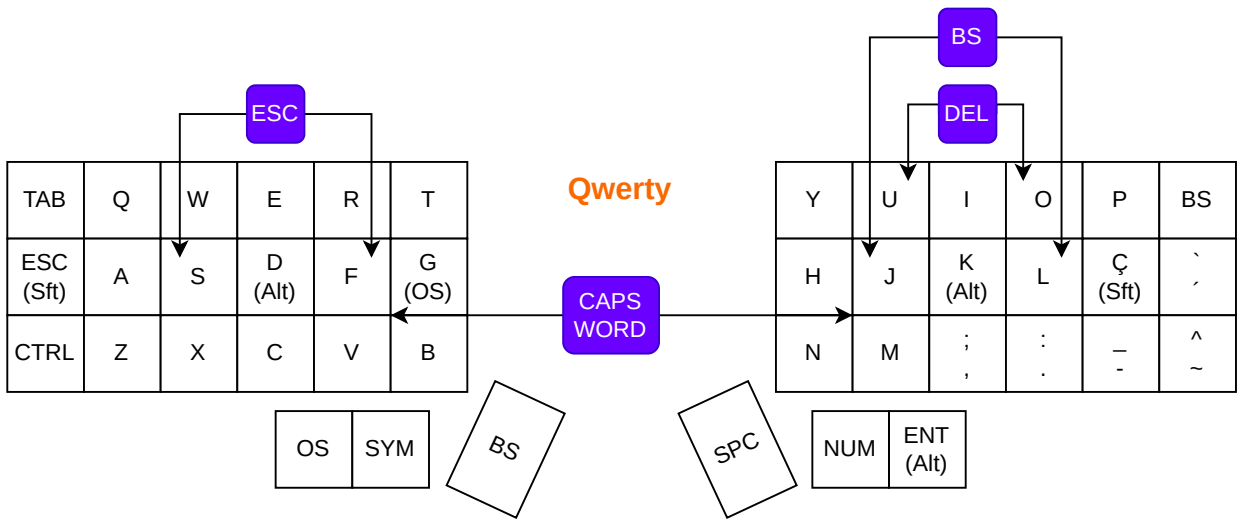 BS
ESC
DEL
Qwerty
TAB Q W E R T
Y U I O P BS
ESC (Sft) A S D (Alt) F G (OS)
H J K (Alt) L Ç (Sft) ` ´
CAPS
WORD
CTRL Z X C V B
N M ; , : . _ - ^ ~
OS SYM BS
SPC NUM ENT (Alt)